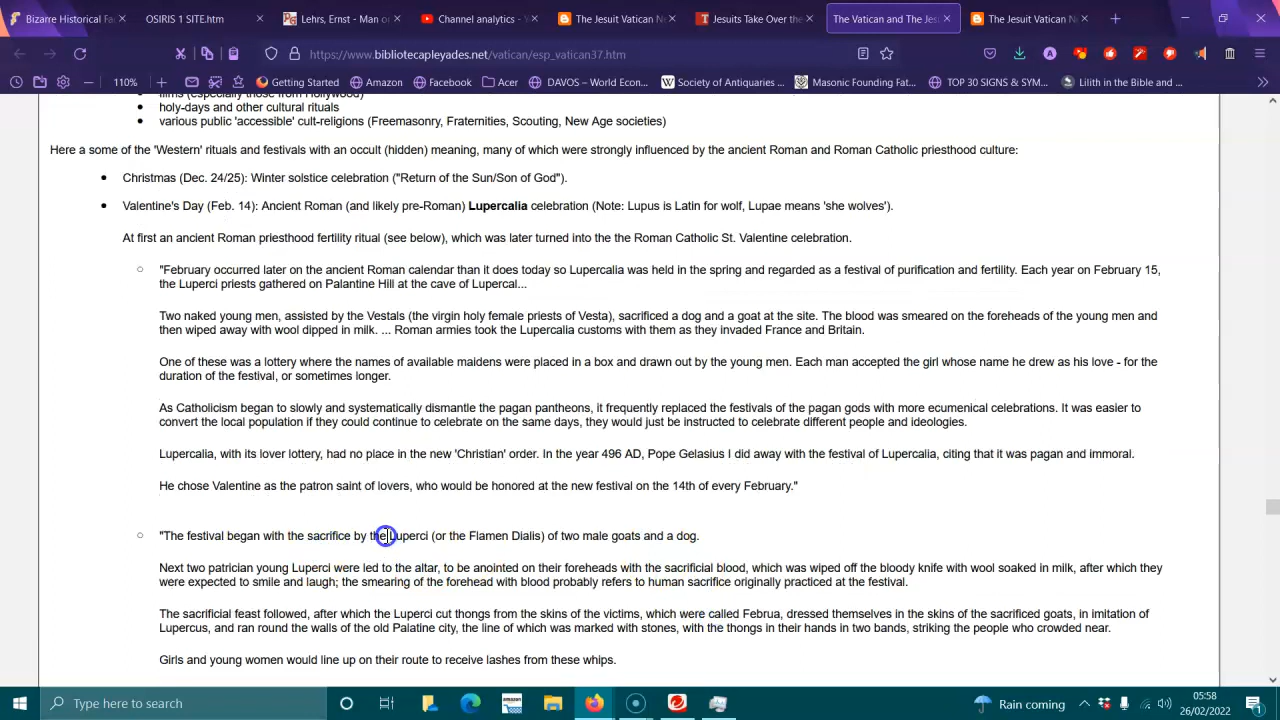 Bizarre Historical Fa
OSIRIS 1 SITE.htm
Lehrs, Ernst - Man or
Channel analytics - Y
The Jesuit Vatican Ne
Jesuits Take Over the
The Vatican and The Jesu
The Jesuit Vatican Ne
https://www.bibliotecapleyades.net/vatican/esp_vatican37.htm
110% Getting Started Amazon Facebook Acer DAVOS – World Econ... Society of Antiquaries ... Masonic Founding Fat... TOP 30 SIGNS & SYM... Lilith in the Bible and ...
films (especially those from Hollywood)
holy-days and other cultural rituals
various public 'accessible' cult-religions (Freemasonry, Fraternities, Scouting, New Age societies)
Here a some of the 'Western' rituals and festivals with an occult (hidden) meaning, many of which were strongly influenced by the ancient Roman and Roman Catholic priesthood culture:
Christmas (Dec. 24/25): Winter solstice celebration ("Return of the Sun/Son of God").
Valentine's Day (Feb. 14): Ancient Roman (and likely pre-Roman) Lupercalia celebration (Note: Lupus is Latin for wolf, Lupae means 'she wolves').
At first an ancient Roman priesthood fertility ritual (see below), which was later turned into the the Roman Catholic St. Valentine celebration.
"February occurred later on the ancient Roman calendar than it does today so Lupercalia was held in the spring and regarded as a festival of purification and fertility. Each year on February 15,
the Luperci priests gathered on Palantine Hill at the cave of Lupercal...
Two naked young men, assisted by the Vestals (the virgin holy female priests of Vesta), sacrificed a dog and a goat at the site. The blood was smeared on the foreheads of the young men and
then wiped away with wool dipped in milk. ... Roman armies took the Lupercalia customs with them as they invaded France and Britain.
One of these was a lottery where the names of available maidens were placed in a box and drawn out by the young men. Each man accepted the girl whose name he drew as his love - for the
duration of the festival, or sometimes longer.
As Catholicism began to slowly and systematically dismantle the pagan pantheons, it frequently replaced the festivals of the pagan gods with more ecumenical celebrations. It was easier to
convert the local population if they could continue to celebrate on the same days, they would just be instructed to celebrate different people and ideologies.
Lupercalia, with its lover lottery, had no place in the new 'Christian' order. In the year 496 AD, Pope Gelasius I did away with the festival of Lupercalia, citing that it was pagan and immoral.
He chose Valentine as the patron saint of lovers, who would be honored at the new festival on the 14th of every February."
"The festival began with the sacrifice by the Luperci (or the Flamen Dialis) of two male goats and a dog.
Next two patrician young Luperci were led to the altar, to be anointed on their foreheads with the sacrificial blood, which was wiped off the bloody knife with wool soaked in milk, after which they
were expected to smile and laugh; the smearing of the forehead with blood probably refers to human sacrifice originally practiced at the festival.
The sacrificial feast followed, after which the Luperci cut thongs from the skins of the victims, which were called Februa, dressed themselves in the skins of the sacrificed goats, in imitation of
Lupercus, and ran round the walls of the old Palatine city, the line of which was marked with stones, with the thongs in their hands in two bands, striking the people who crowded near.
Girls and young women would line up on their route to receive lashes from these whips.
Type here to search
Rain coming
05:58
26/02/2022